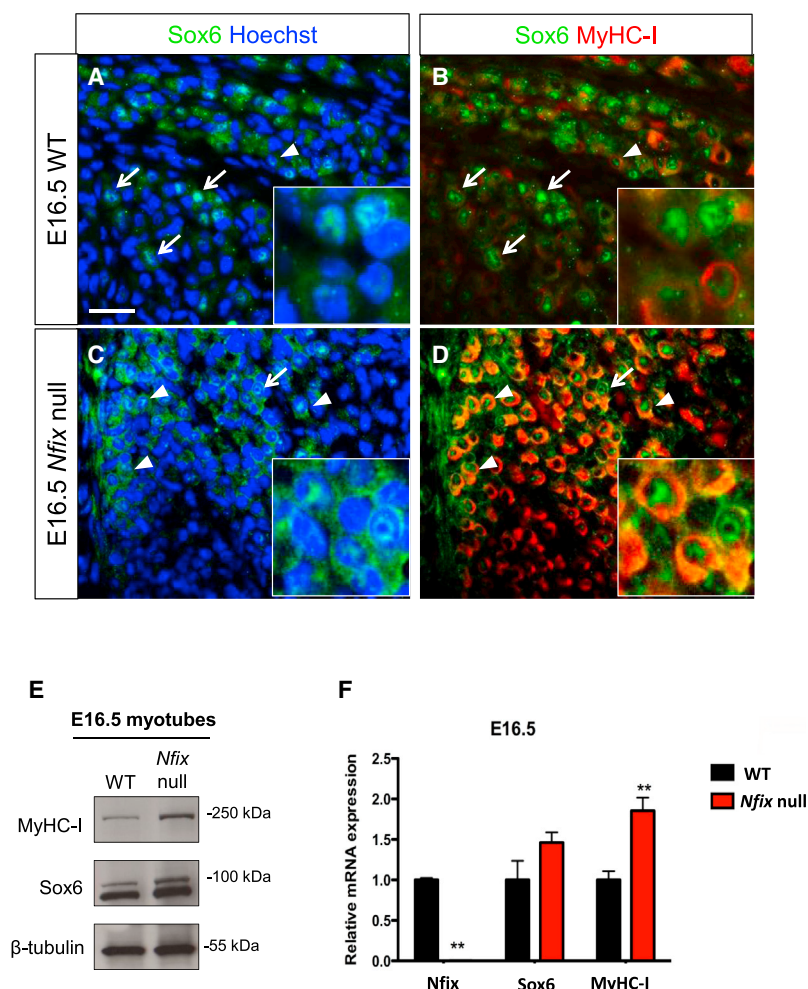 Sox6 Hoechst
Sox6 MyHC-I
E16.5 WT
A
B
E16.5 Nfix null
C
D
E
E16.5 myotubes
WT
Nfix
null
MyHC-I
-250 kDa
Sox6
-100 kDa
β-tubulin
-55 kDa
F
E16.5
Relative mRNA expression
2.5
2.0
1.5
1.0
0.5
0.0
**
**
Nfix
Sox6
MyHC-I
WT
Nfix null